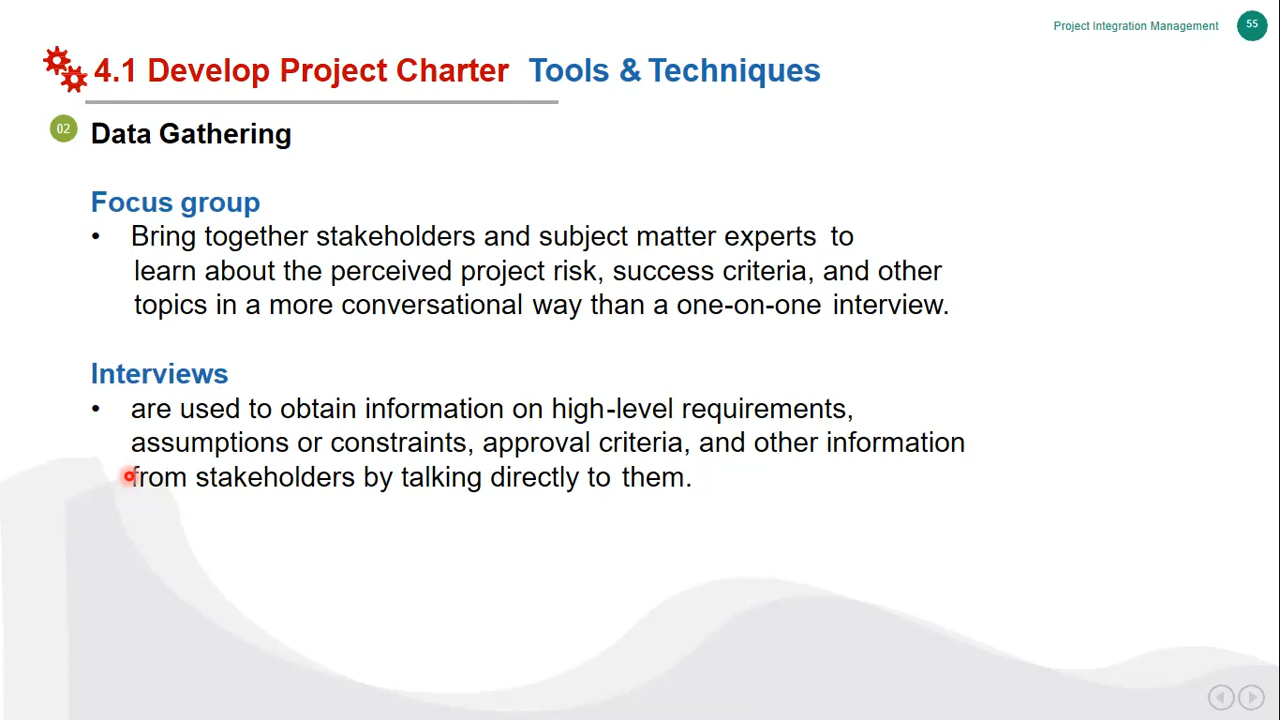 Project Integration Management 55
4.1 Develop Project Charter Tools & Techniques
02 Data Gathering
Focus group
• Bring together stakeholders and subject matter experts to
learn about the perceived project risk, success criteria, and other
topics in a more conversational way than a one-on-one interview.
Interviews
• are used to obtain information on high-level requirements,
assumptions or constraints, approval criteria, and other information
from stakeholders by talking directly to them.